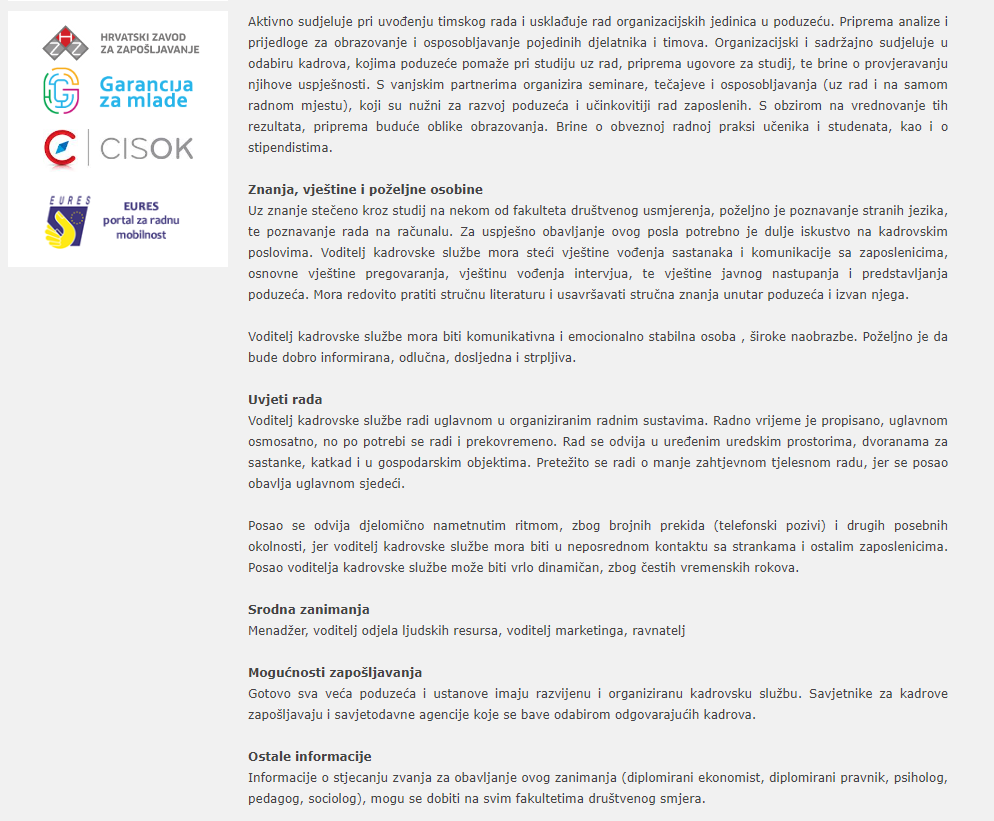 HRVATSKI ZAVOD
ZA ZAPOŠLJAVANJE
HZZ
Garancija
za mlade
CISOK
EURES
EURES
portal za radnu
mobilnost
Aktivno sudjeluje pri uvođenju timskog rada i usklađuje rad organizacijskih jedinica u poduzeću. Priprema analize i
prijedloge za obrazovanje i osposobljavanje pojedinih djelatnika i timova. Organizacijski i sadržajno sudjeluje u
odabiru kadrova, kojima poduzeće pomaže pri studiju uz rad, priprema ugovore za studij, te brine o provjeravanju
njihove uspješnosti. S vanjskim partnerima organizira seminare, tečajeve i osposobljavanja (uz rad i na samom
radnom mjestu), koji su nužni za razvoj poduzeća i učinkovitiji rad zaposlenih. S obzirom na vrednovanje tih
rezultata, priprema buduće oblike obrazovanja. Brine o obveznoj radnoj praksi učenika i studenata, kao i o
stipendistima.
Znanja, vještine i poželjne osobine
Uz znanje stečeno kroz studij na nekom od fakulteta društvenog usmjerenja, poželjno je poznavanje stranih jezika,
te poznavanje rada na računalu. Za uspješno obavljanje ovog posla potrebno je dulje iskustvo na kadrovskim
poslovima. Voditelj kadrovske službe mora steći vještine vođenja sastanaka i komunikacije sa zaposlenicima,
osnovne vještine pregovaranja, vještinu vođenja intervjua, te vještine javnog nastupanja i predstavljanja
poduzeća. Mora redovito pratiti stručnu literaturu i usavršavati stručna znanja unutar poduzeća i izvan njega.
Voditelj kadrovske službe mora biti komunikativna i emocionalno stabilna osoba , široke naobrazbe. Poželjno je da
bude dobro informirana, odlučna, dosljedna i strpljiva.
Uvjeti rada
Voditelj kadrovske službe radi uglavnom u organiziranim radnim sustavima. Radno vrijeme je propisano, uglavnom
osmosatno, no po potrebi se radi i prekovremeno. Rad se odvija u uređenim uredskim prostorima, dvoranama za
sastanke, katkad i u gospodarskim objektima. Pretežito se radi o manje zahtjevnom tjelesnom radu, jer se posao
obavlja uglavnom sjedeći.
Posao se odvija djelomično nametnutim ritmom, zbog brojnih prekida (telefonski pozivi) i drugih posebnih
okolnosti, jer voditelj kadrovske službe mora biti u neposrednom kontaktu sa strankama i ostalim zaposlenicima.
Posao voditelja kadrovske službe može biti vrlo dinamičan, zbog čestih vremenskih rokova.
Srodna zanimanja
Menadžer, voditelj odjela ljudskih resursa, voditelj marketinga, ravnatelj
Mogućnosti zapošljavanja
Gotovo sva veća poduzeća i ustanove imaju razvijenu i organiziranu kadrovsku službu. Savjetnike za kadrove
zapošljavaju i savjetodavne agencije koje se bave odabirom odgovarajućih kadrova.
Ostale informacije
Informacije o stjecanju zvanja za obavljanje ovog zanimanja (diplomirani ekonomist, diplomirani pravnik, psiholog,
pedagog, sociolog), mogu se dobiti na svim fakultetima društvenog smjera.